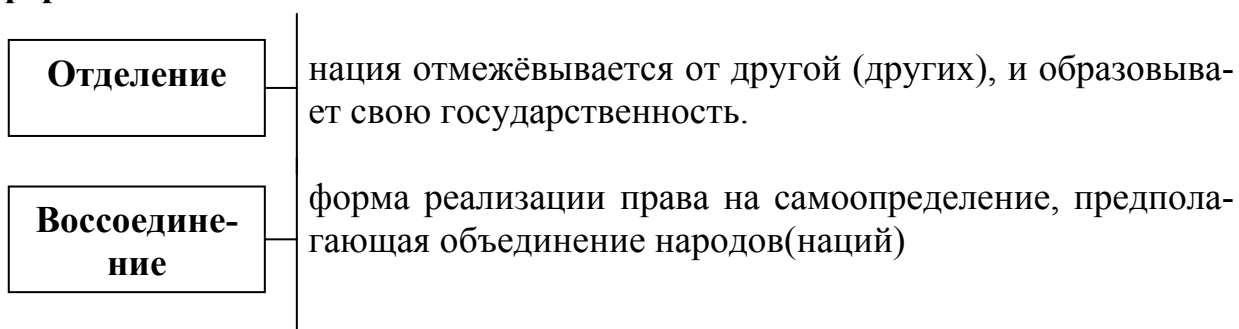 Отделение
нация отмежёвывается от другой (других), и образовыва-
ет свою государственность.
Воссоедине-
ние
форма реализации права на самоопределение, предпола-
гающая объединение народов(наций)